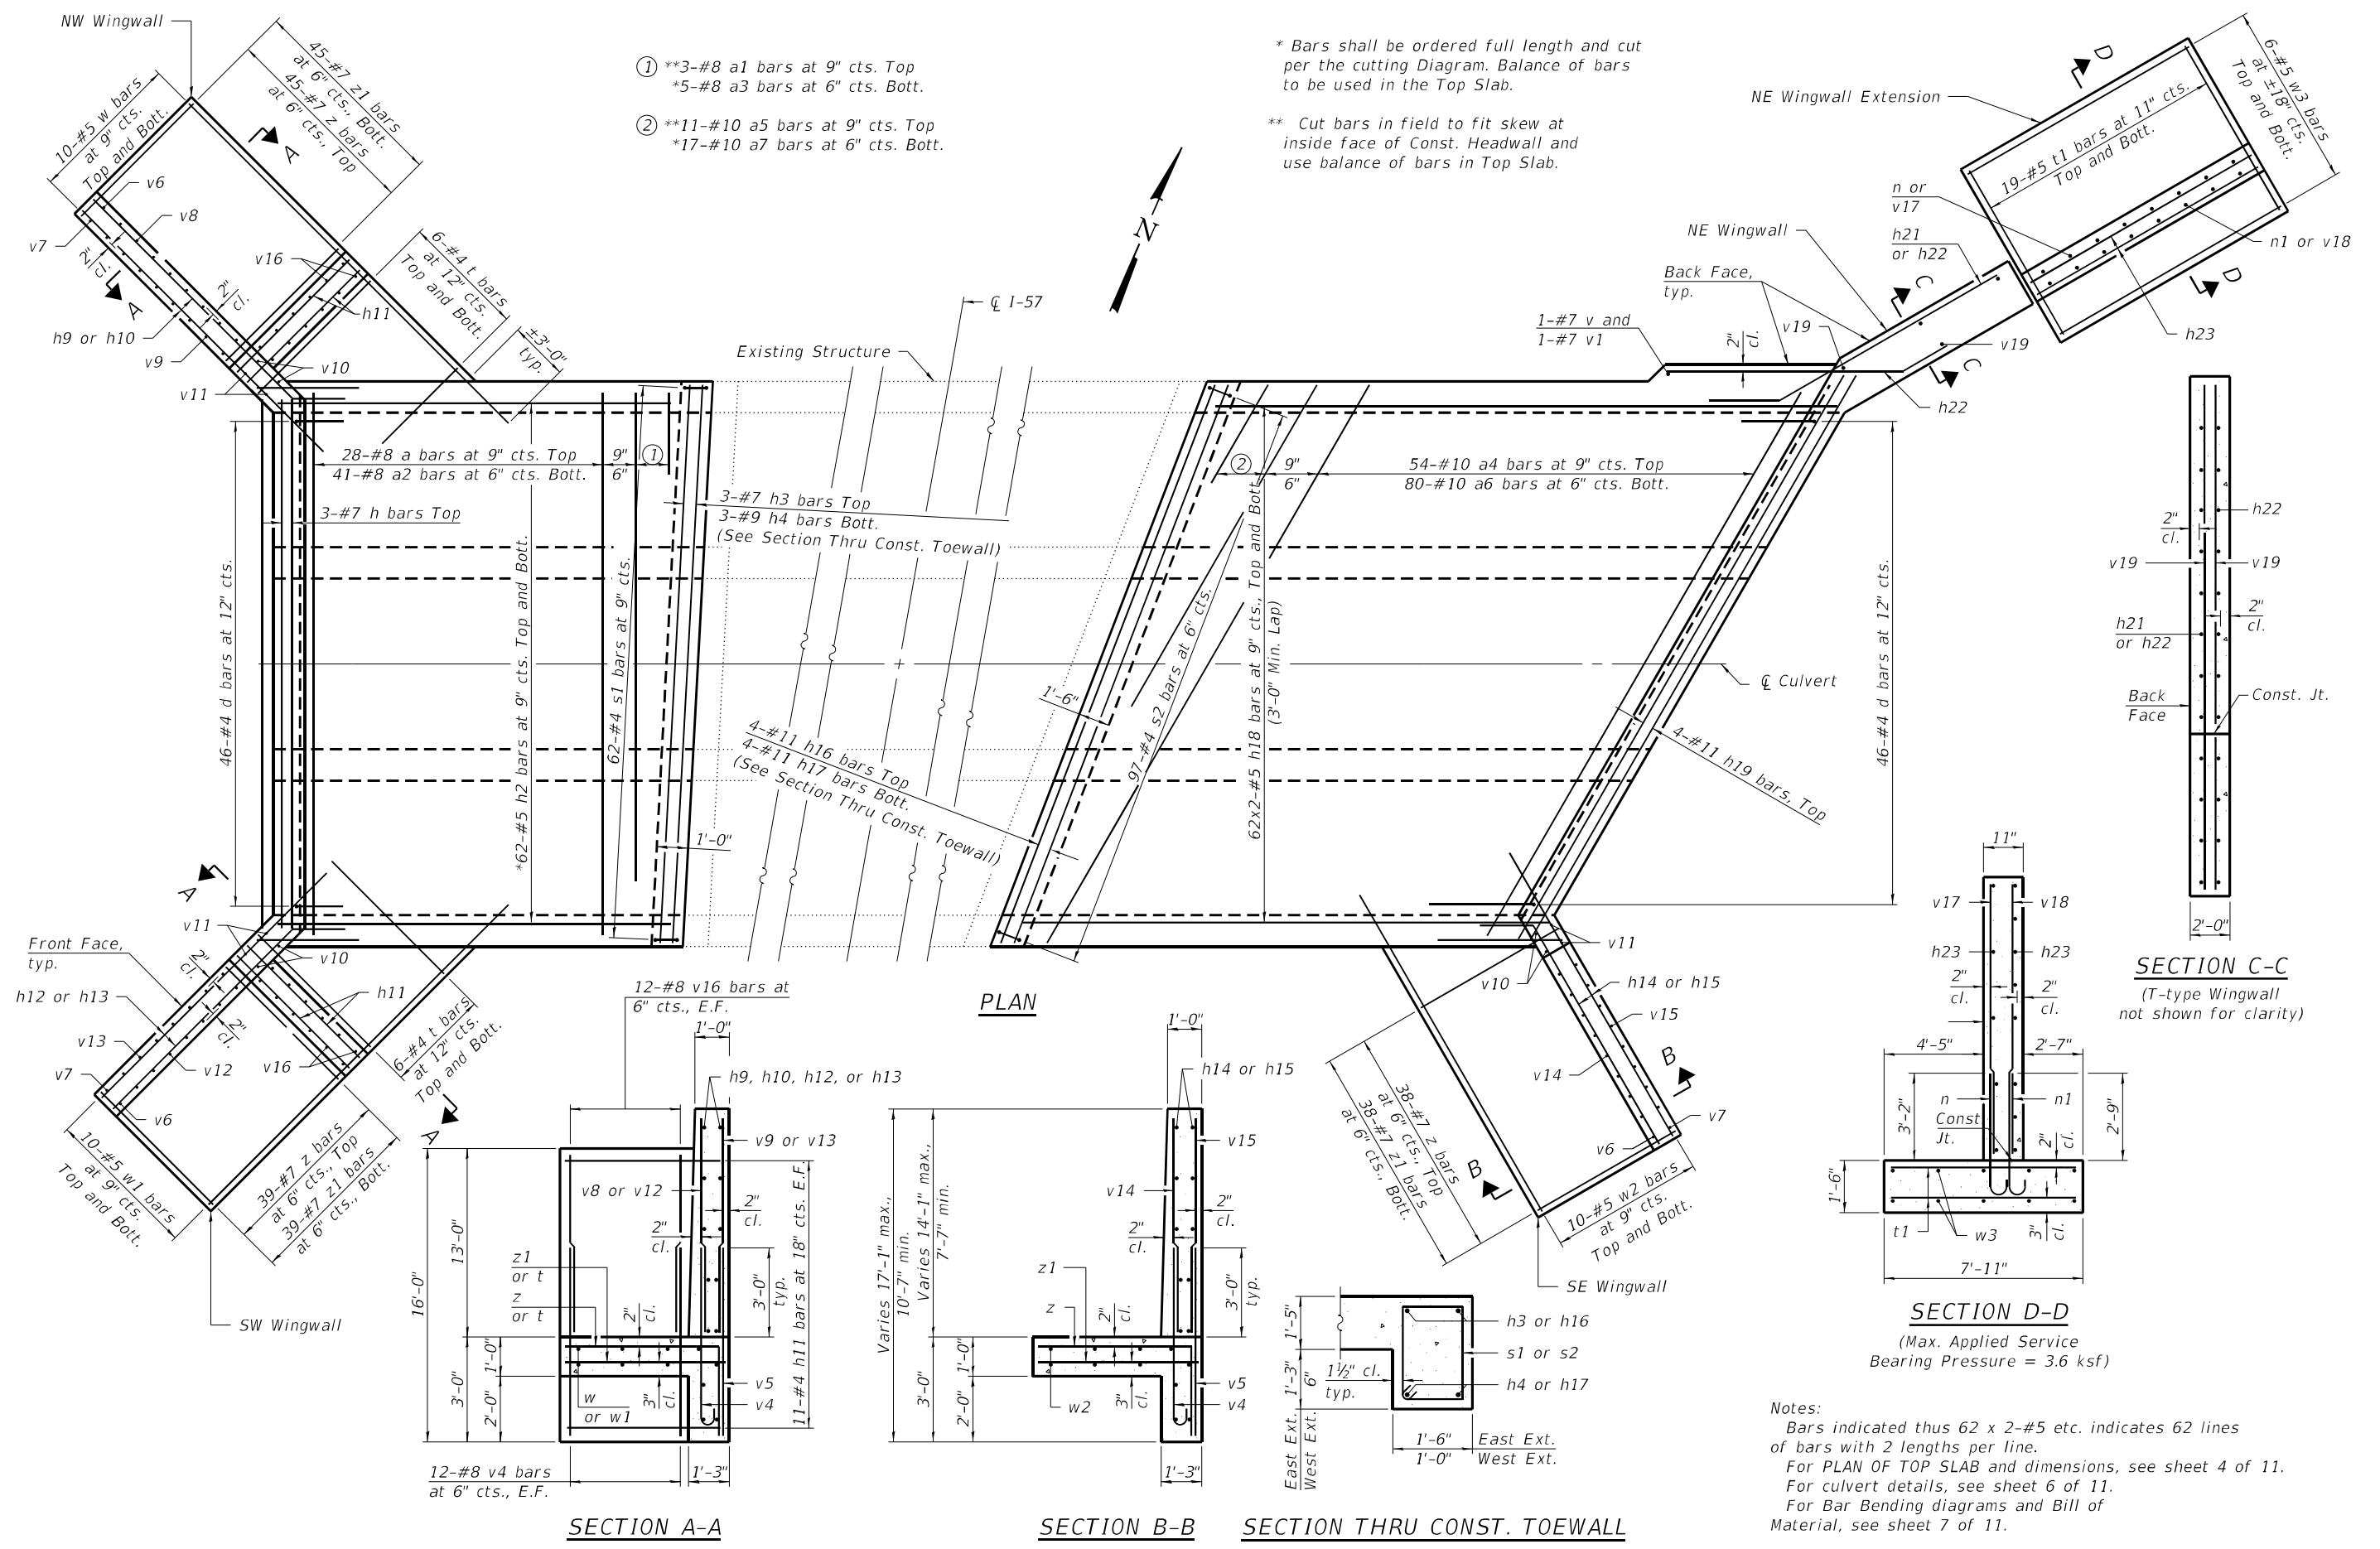 NW Wingwall
45-#7 z1 bars
at 6" cts., Bott.
45-#7 z bars
at 6" cts., Top
10-#5 w bars
at 9" cts.
Top and Bott.
A
v6
v8
v7
2"
cl.
A
v16
2"
cl.
h11
h9 or h10
v9
v10
v11
6-#4 t bars
at 12" cts.
Top and Bott.
±3'-0"
typ.
1 **3-#8 a1 bars at 9" cts. Top
*5-#8 a3 bars at 6" cts. Bott.
2 **11-#10 a5 bars at 9" cts. Top
*17-#10 a7 bars at 6" cts. Bott.
* Bars shall be ordered full length and cut
per the cutting Diagram. Balance of bars
to be used in the Top Slab.
** Cut bars in field to fit skew at
inside face of Const. Headwall and
use balance of bars in Top Slab.
N
℄ I-57
Existing Structure
NE Wingwall Extension
D
6-#5 w3 bars
at ±18" cts.
Top and Bott.
19-#5 t1 bars at 11" cts.
Top and Bott.
n or
v17
NE Wingwall
h21
or h22
n1 or v18
D
Back Face,
typ.
C
1-#7 v and
1-#7 v1
2"
cl.
v19
v19
h23
C
h22
28-#8 a bars at 9" cts. Top
41-#8 a2 bars at 6" cts. Bott.
9"
6"
1
3-#7 h bars Top
3-#7 h3 bars Top
3-#9 h4 bars Bott.
(See Section Thru Const. Toewall)
46-#4 d bars at 12" cts.
*62-#5 h2 bars at 9" cts. Top and Bott.
62-#4 s1 bars at 9" cts.
1'-0"
4-#11 h16 bars Top
4-#11 h17 bars Bott.
(See Section Thru Const. Toewall)
1'-6"
97-#4 s2 bars at 6" cts.
2
9"
6"
62x2-#5 h18 bars at 9" cts., Top and Bott.
(3'-0" Min. Lap)
54-#10 a4 bars at 9" cts. Top
80-#10 a6 bars at 6" cts. Bott.
℄ Culvert
4-#11 h19 bars, Top
46-#4 d bars at 12" cts.
PLAN
A
v11
Front Face,
typ.
2"
cl.
v10
h12 or h13
h11
2"
cl.
v13
v12
v16
v7
v6
6-#4 t bars
at 12" cts.
Top and Bott.
A
10-#5 w1 bars
at 9" cts.
Top and Bott.
39-#7 z bars
at 6" cts., Top
39-#7 z1 bars
at 6" cts., Bott.
SW Wingwall
v11
v10
h14 or h15
v15
v14
B
v7
v6
B
38-#7 z bars
at 6" cts., Top
38-#7 z1 bars
at 6" cts., Bott.
10-#5 w2 bars
at 9" cts.
Top and Bott.
SE Wingwall
12-#8 v16 bars at
6" cts., E.F.
1'-0"
h9, h10, h12, or h13
v9 or v13
v8 or v12
2"
cl.
2"
cl.
z1
or t
z
or t
2"
cl.
3'-0"
typ.
11-#4 h11 bars at 18" cts. E.F.
16'-0"
13'-0"
3'-0"
1'-0"
2'-0"
w
or w1
3"
cl.
v5
v4
12-#8 v4 bars
at 6" cts., E.F.
1'-3"
SECTION A-A
1'-0"
h14 or h15
v15
v14
2"
cl.
2"
cl.
Varies 17'-1" max.,
10'-7" min.
Varies 14'-1" max.,
7'-7" min.
z1
z
2"
cl.
3'-0"
typ.
3'-0"
1'-0"
2'-0"
w2
3"
cl.
v5
v4
1'-3"
SECTION B-B
1'-5"
1'-3"
6"
1½" cl.
typ.
East Ext.
West Ext.
h3 or h16
s1 or s2
h4 or h17
1'-6" East Ext.
1'-0" West Ext.
SECTION THRU CONST. TOEWALL
2"
cl.
h22
v19
v19
2"
cl.
h21
or h22
Back
Face
Const. Jt.
2'-0"
SECTION C-C
(T-type Wingwall
not shown for clarity)
11"
v17
v18
h23
h23
2"
cl.
2"
cl.
4'-5"
2'-7"
3'-2"
n
n1
Const
Jt.
2"
cl.
2'-9"
1'-6"
t1
w3
3"
cl.
7'-11"
SECTION D-D
(Max. Applied Service
Bearing Pressure = 3.6 ksf)
Notes:
Bars indicated thus 62 x 2-#5 etc. indicates 62 lines
of bars with 2 lengths per line.
For PLAN OF TOP SLAB and dimensions, see sheet 4 of 11.
For culvert details, see sheet 6 of 11.
For Bar Bending diagrams and Bill of
Material, see sheet 7 of 11.